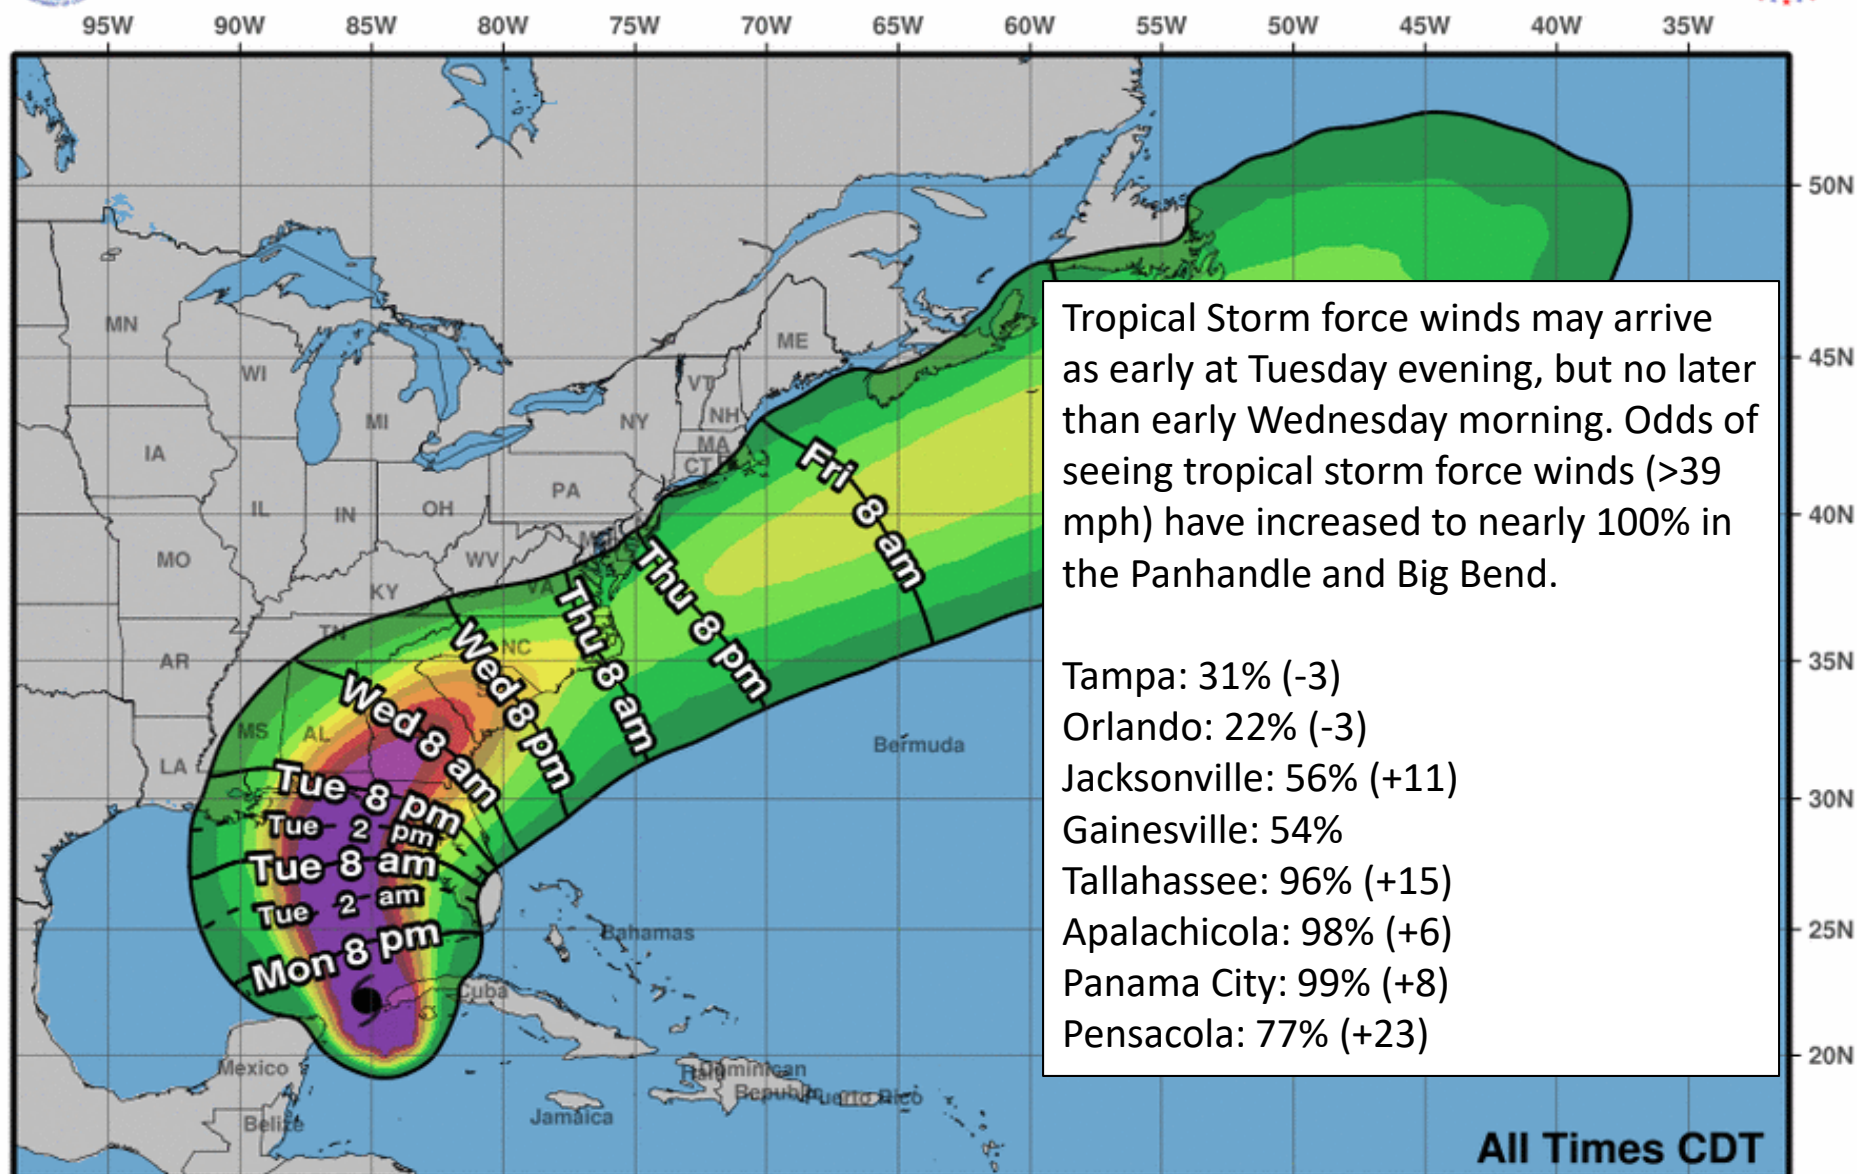 95W 90W 85W 80W 75W 70W 65W 60W 55W 50W 45W 40W 35W
50N
45N
40N
35N
30N
25N
20N
MN
WI
MI
IA
IL
IN
OH
PA
NY
VT
NH
ME
MA
CT
MO
KY
WV
VA
TN
NC
AR
MS
AL
LA
Fri 8 am
Thu 8 pm
Thu 8 am
Wed 8 pm
Wed 8 am
Tue 8 pm
Tue 2 pm
Tue 8 am
Tue 2 am
Mon 8 pm
Bermuda
Bahamas
Cuba
Mexico
Belize
Jamaica
Haiti
Dominican
Republic
Puerto Rico
Tropical Storm force winds may arrive
as early at Tuesday evening, but no later
than early Wednesday morning. Odds of
seeing tropical storm force winds (>39
mph) have increased to nearly 100% in
the Panhandle and Big Bend.
Tampa: 31% (-3)
Orlando: 22% (-3)
Jacksonville: 56% (+11)
Gainesville: 54%
Tallahassee: 96% (+15)
Apalachicola: 98% (+6)
Panama City: 99% (+8)
Pensacola: 77% (+23)
All Times CDT